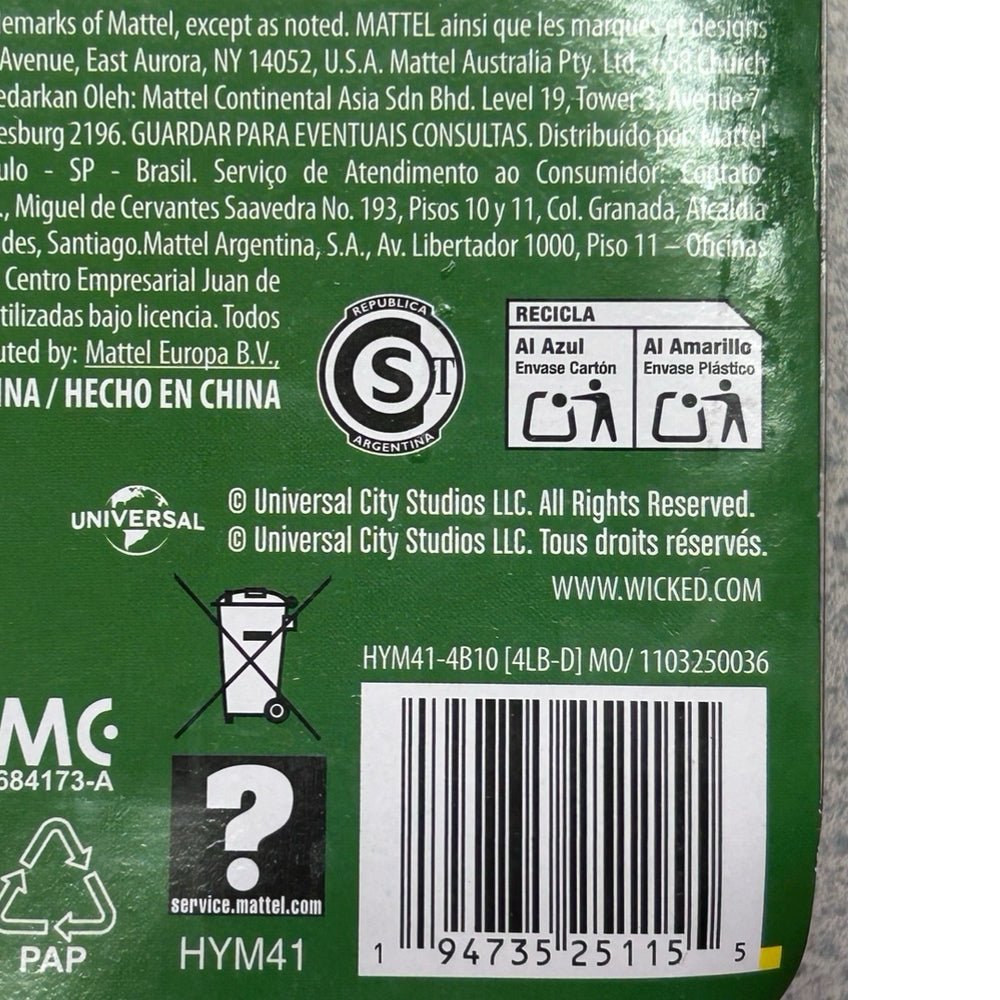 demarks of Mattel, except as noted. MATTEL ainsi que les marques et designs
Avenue, East Aurora, NY 14052, U.S.A. Mattel Australia Pty. Ltd., 658 Church
edarkan Oleh: Mattel Continental Asia Sdn Bhd. Level 19, Tower 3, Avenue 7,
esburg 2196. GUARDAR PARA EVENTUAIS CONSULTAS. Distribuído por: Mattel
ulo - SP - Brasil. Serviço de Atendimento ao Consumidor: Contato
., Miguel de Cervantes Saavedra No. 193, Pisos 10 y 11, Col. Granada, Alcaldía
des, Santiago.Mattel Argentina, S.A., Av. Libertador 1000, Piso 11 – Oficinas
Centro Empresarial Juan de
tilizadas bajo licencia. Todos
uted by: Mattel Europa B.V.,
INA / HECHO EN CHINA
REPUBLICA
CST
ARGENTINA
RECICLA
Al Azul
Envase Cartón
Al Amarillo
Envase Plástico
UNIVERSAL
© Universal City Studios LLC. All Rights Reserved.
© Universal City Studios LLC. Tous droits réservés.
WWW.WICKED.COM
HYM41-4B10 [4LB-D] MO/ 1103250036
MC
684173-A
?
service.mattel.com
PAP
HYM41
1 94735 25115 5